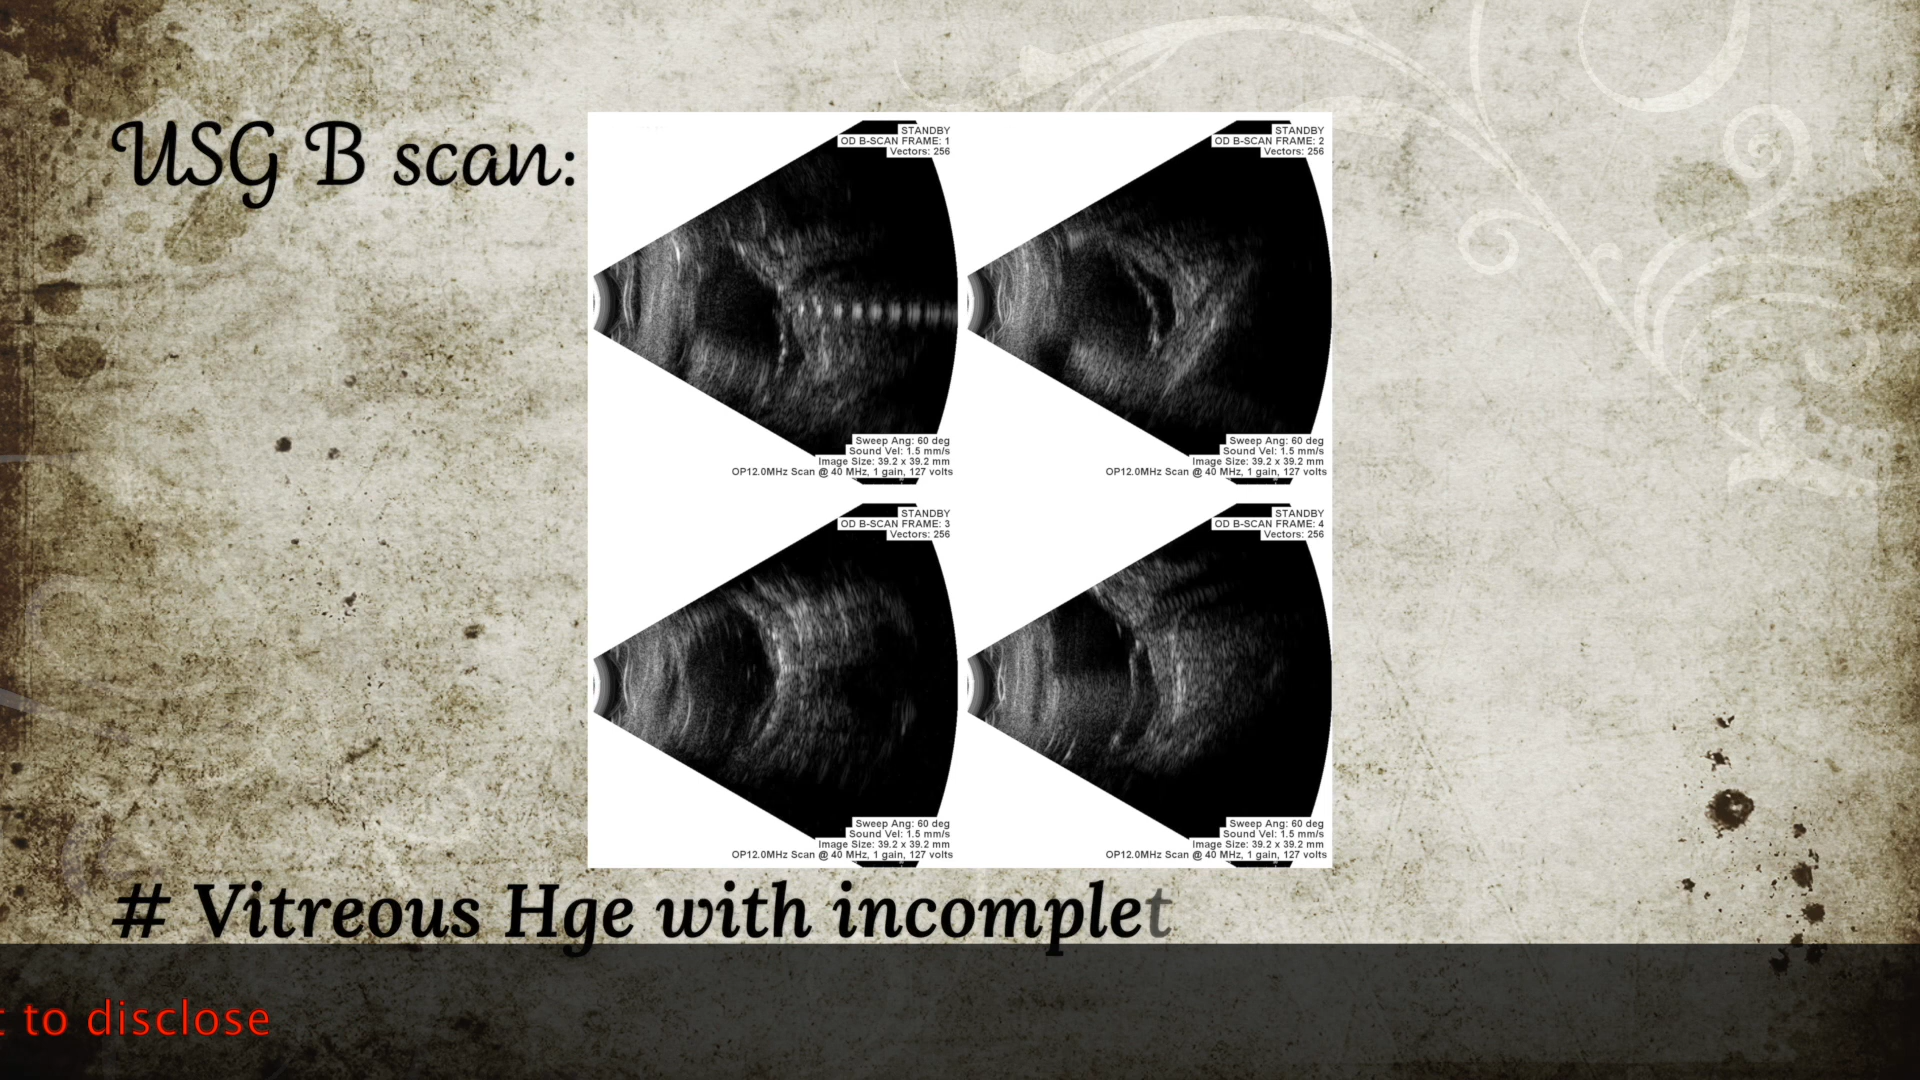 USG B scan:
STANDBY
OD B-SCAN FRAME: 1
Vectors: 256
Sweep Ang: 60 deg
Sound Vel: 1.5 mm/s
Image Size: 39.2 x 39.2 mm
OP12.0MHz Scan @ 40 MHz, 1 gain, 127 volts
STANDBY
OD B-SCAN FRAME: 2
Vectors: 256
Sweep Ang: 60 deg
Sound Vel: 1.5 mm/s
Image Size: 39.2 x 39.2 mm
OP12.0MHz Scan @ 40 MHz, 1 gain, 127 volts
STANDBY
OD B-SCAN FRAME: 3
Vectors: 256
Sweep Ang: 60 deg
Sound Vel: 1.5 mm/s
Image Size: 39.2 x 39.2 mm
OP12.0MHz Scan @ 40 MHz, 1 gain, 127 volts
STANDBY
OD B-SCAN FRAME: 4
Vectors: 256
Sweep Ang: 60 deg
Sound Vel: 1.5 mm/s
Image Size: 39.2 x 39.2 mm
OP12.0MHz Scan @ 40 MHz, 1 gain, 127 volts
# Vitreous Hge with incomplet
to disclose